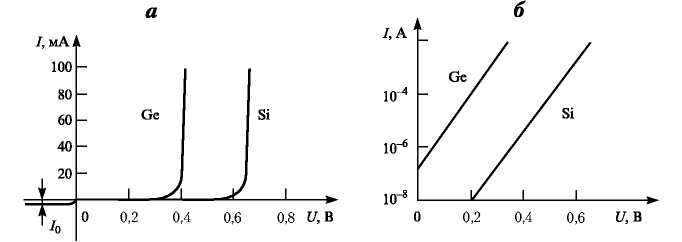 а
I, мА
100
80
60
40
20
Ge
Si
I₀
0
0,2
0,4
0,6
0,8
U, В
б
I, А
10⁻⁴
10⁻⁶
10⁻⁸
Ge
Si
0
0,2
0,4
0,6
U, В